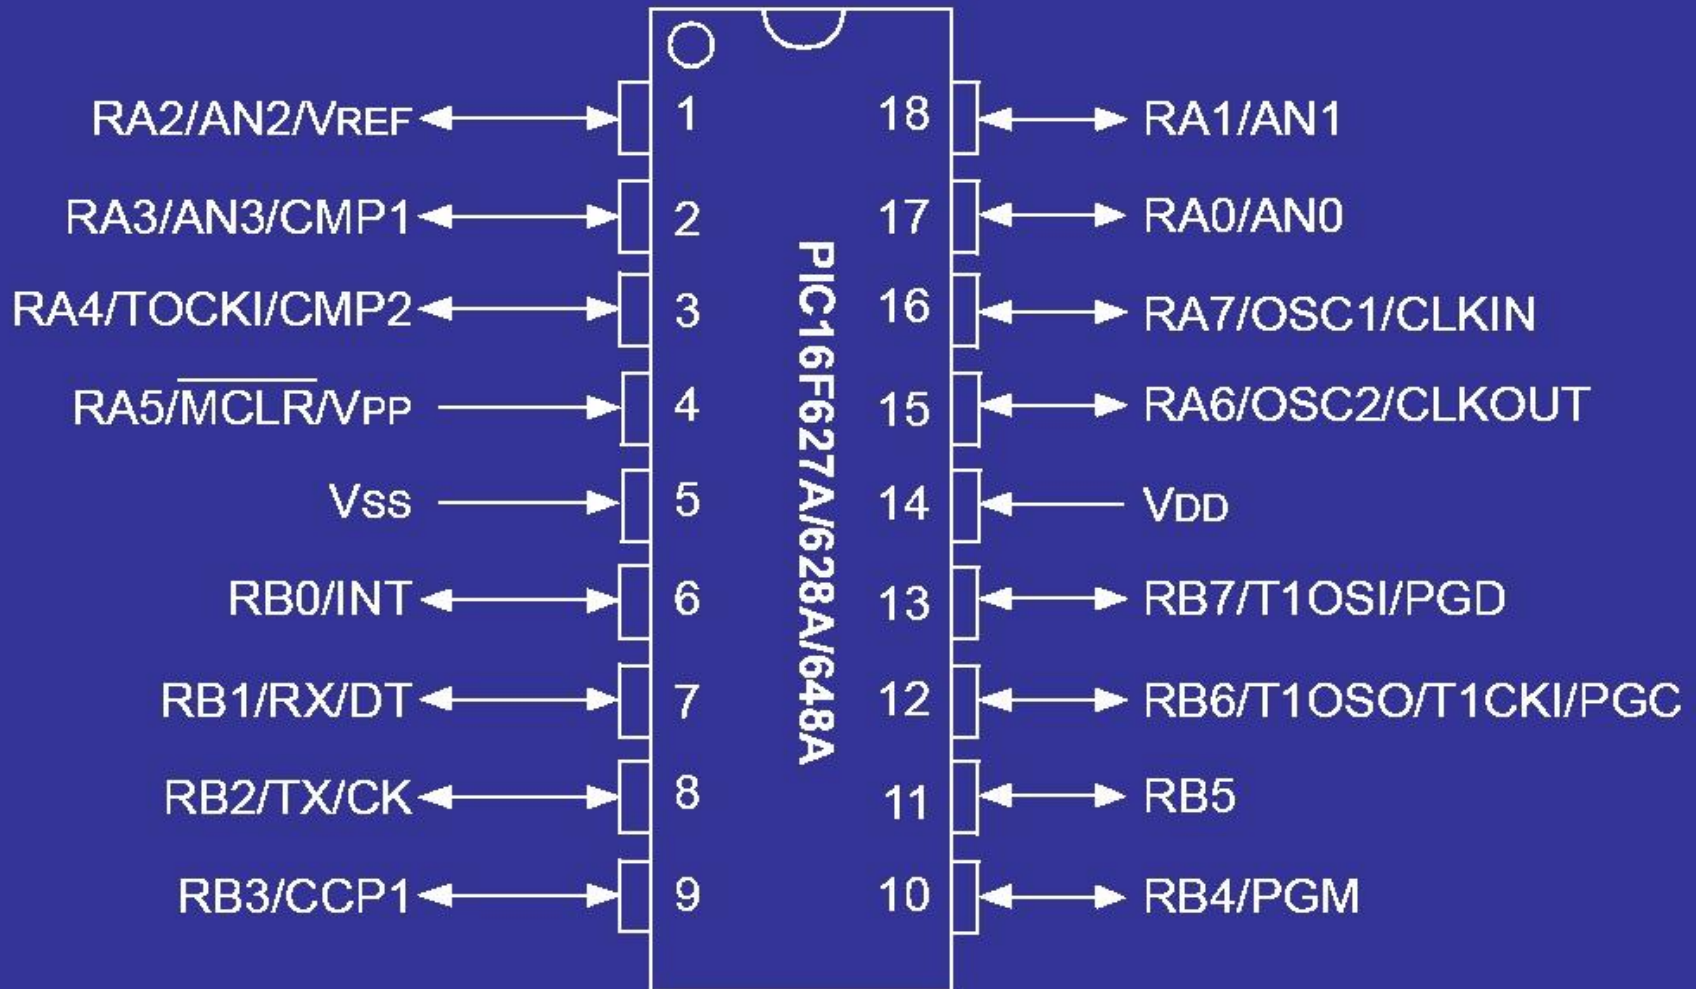 RA2/AN2/VREF 1 18 RA1/AN1
RA3/AN3/CMP1 2 17 RA0/AN0
RA4/TOCKI/CMP2 3 16 RA7/OSC1/CLKIN
RA5/MCLR/VPP 4 15 RA6/OSC2/CLKOUT
VSS 5 14 VDD
RB0/INT 6 13 RB7/T1OSI/PGD
RB1/RX/DT 7 12 RB6/T1OSO/T1CKI/PGC
RB2/TX/CK 8 11 RB5
RB3/CCP1 9 10 RB4/PGM
PIC16F627A/628A/648A